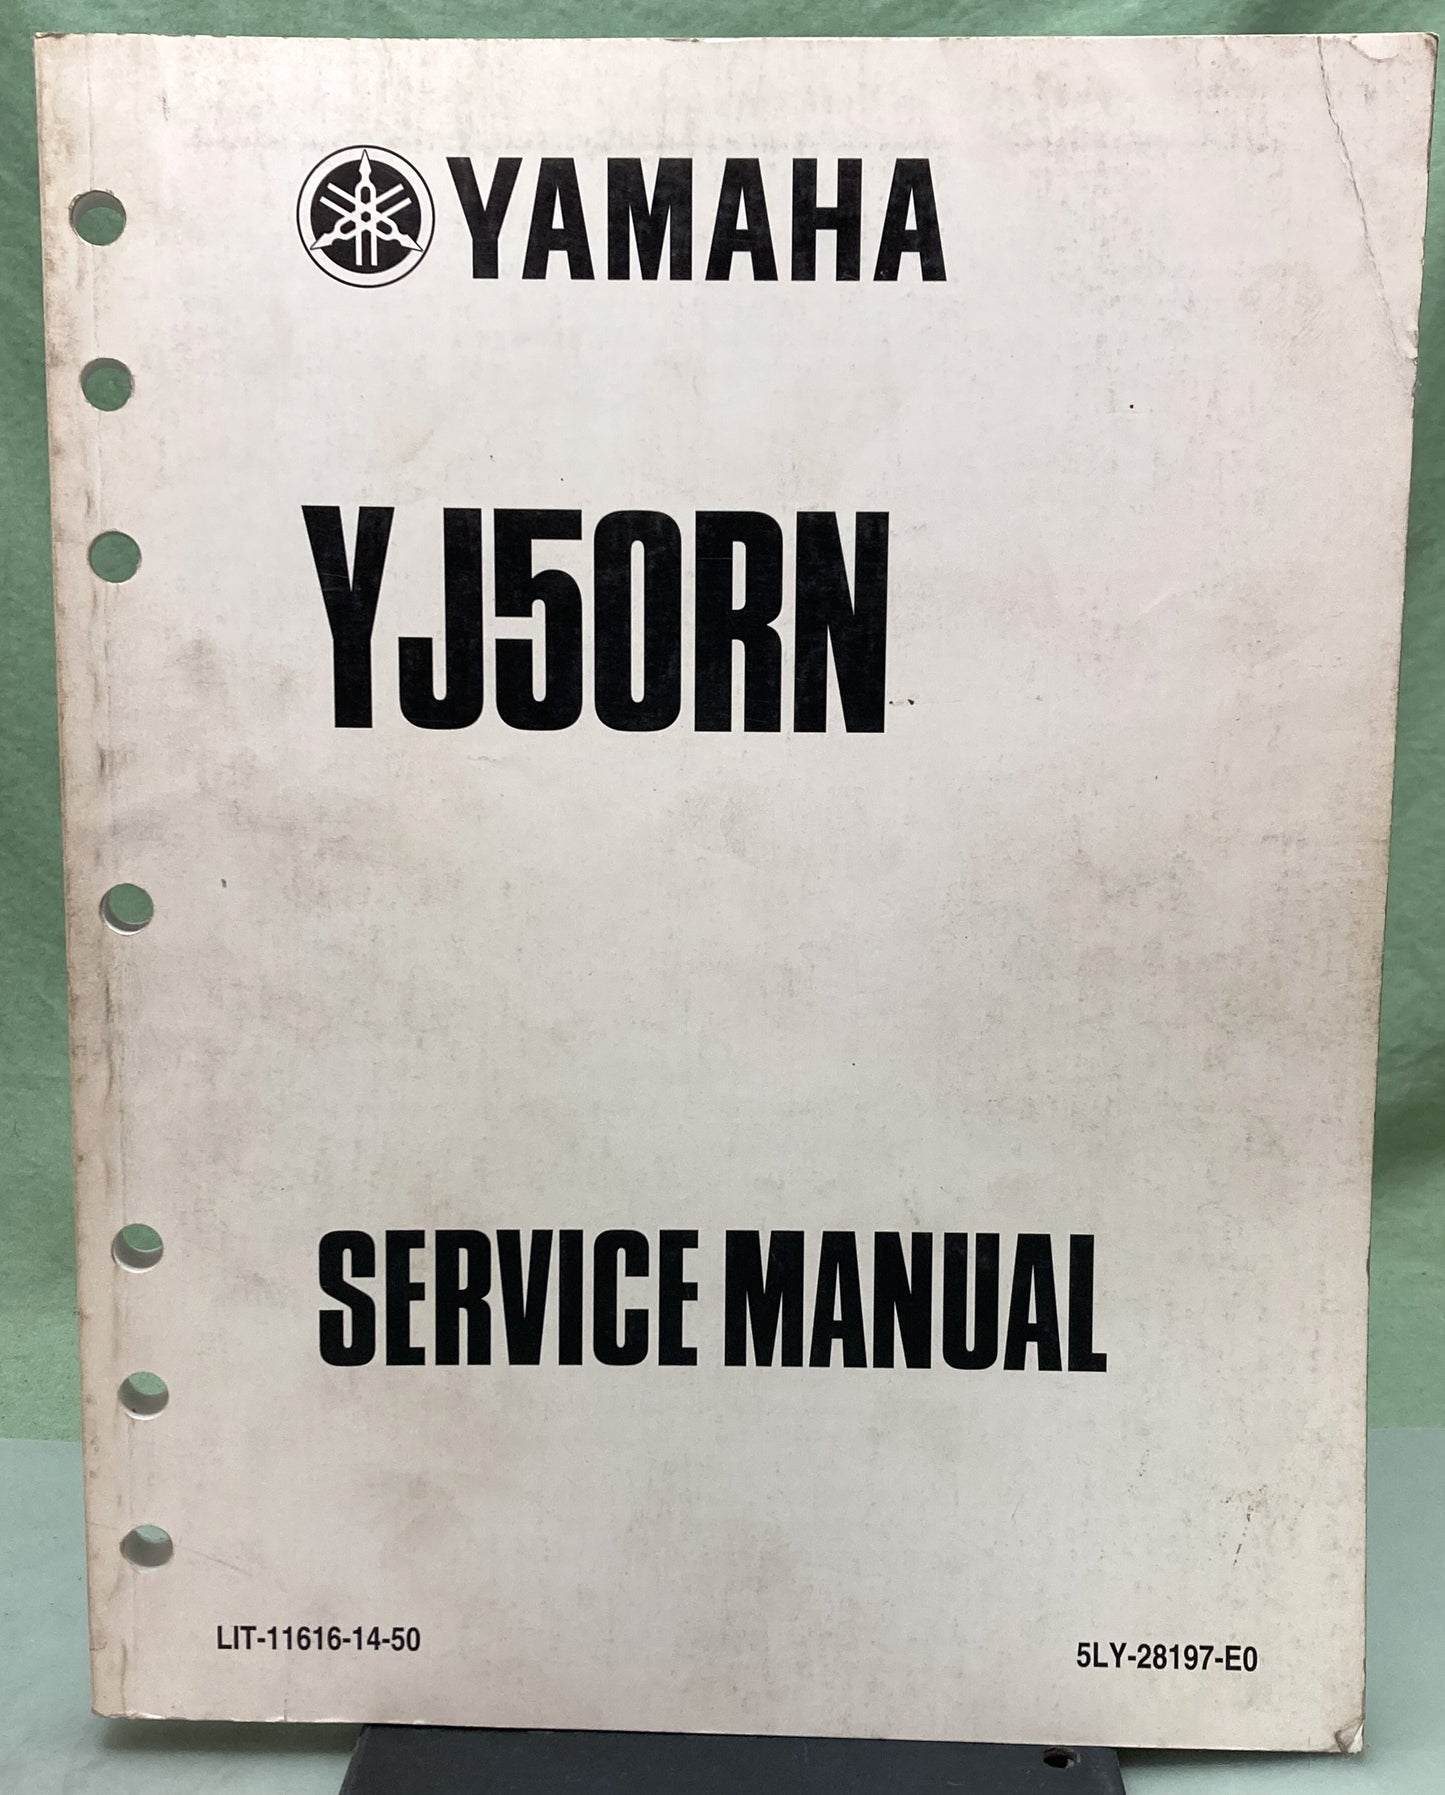 YAMAHA
YJ50RN
SERVICE MANUAL
LIT-11616-14-50
5LY-28197-E0